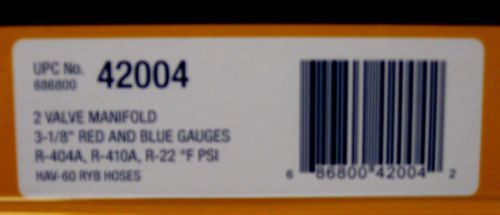 UPC No. 42004
686800
2 VALVE MANIFOLD
3-1/8" RED AND BLUE GAUGES
R-404A, R-410A, R-22 °F PSI
HAV-60 RYB HOSES
6 86800 42004 2